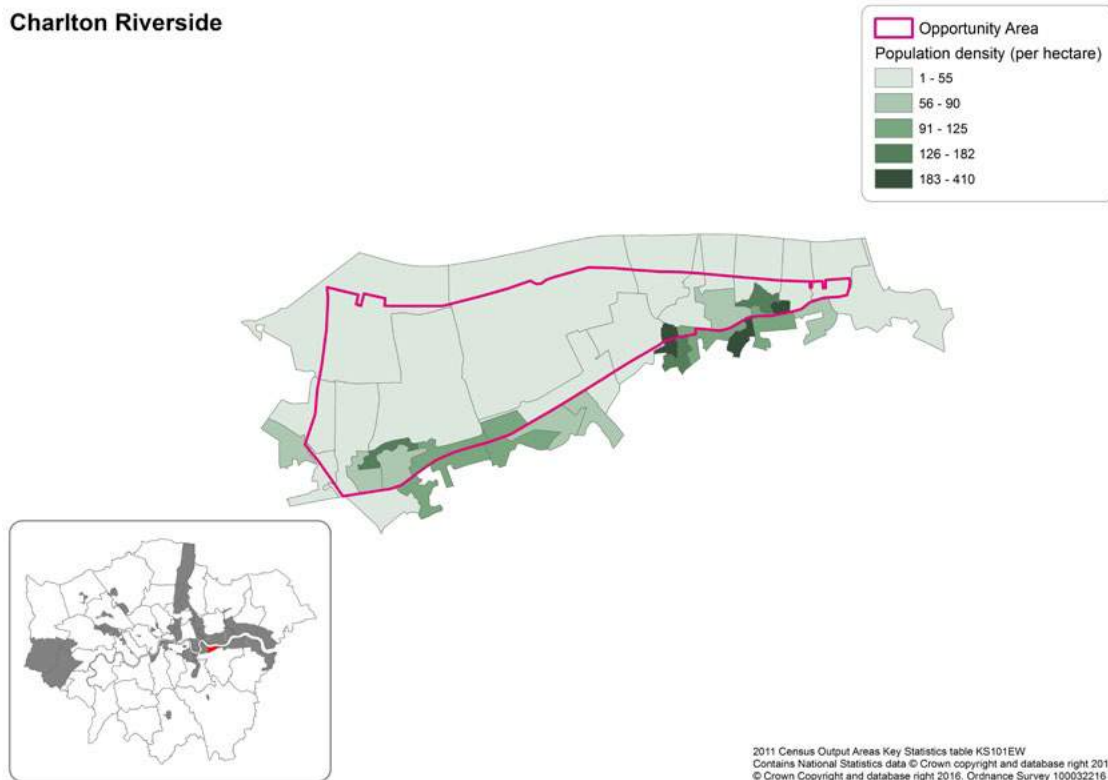 Charlton Riverside
Opportunity Area
Population density (per hectare)
1 - 55
56 - 90
91 - 125
126 - 182
183 - 410
2011 Census Output Areas Key Statistics table KS101EW
Contains National Statistics data © Crown copyright and database right 201
© Crown Copyright and database right 2016. Ordnance Survey 100032216